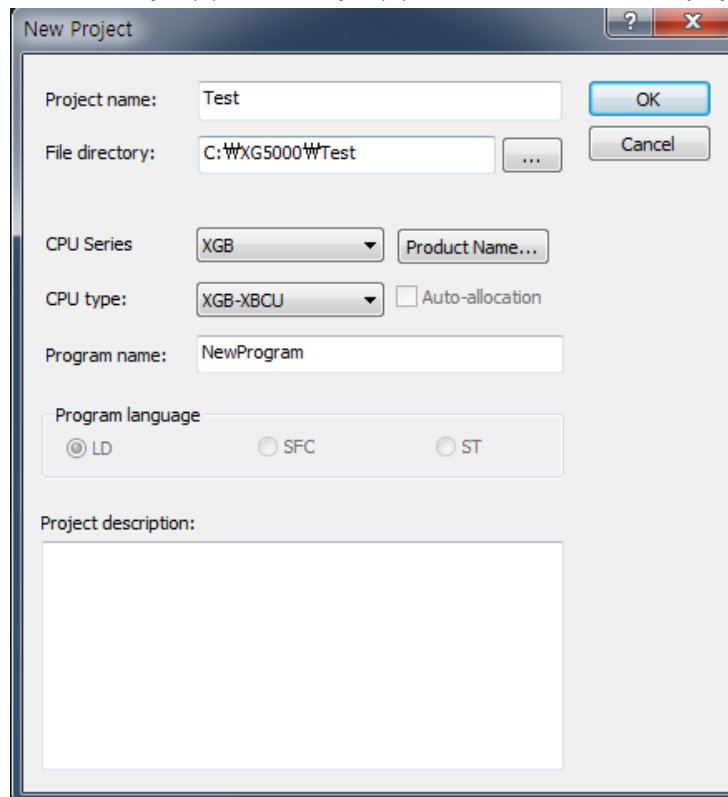 New Project
Project name: Test
OK
File directory: C:₩XG5000₩Test ...
Cancel
CPU Series XGB Product Name...
CPU type: XGB-XBCU Auto-allocation
Program name: NewProgram
Program language
LD SFC ST
Project description: